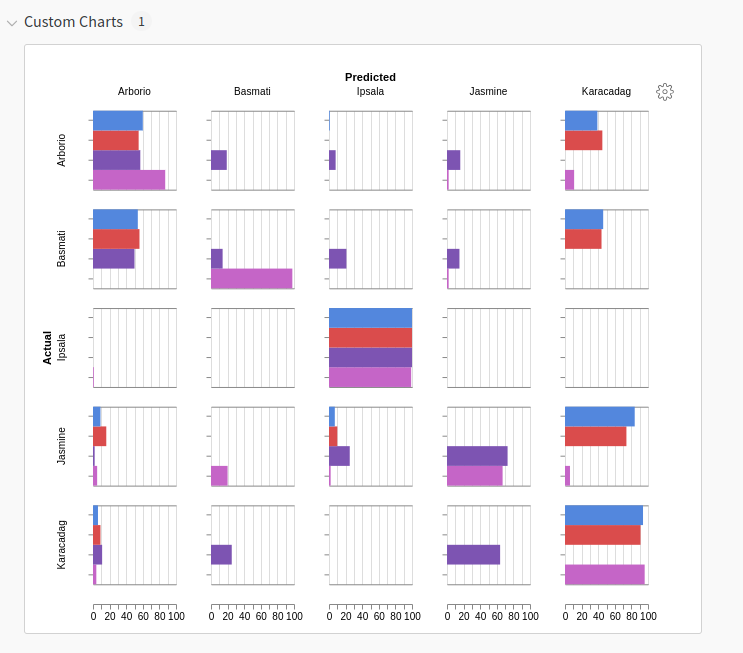 Custom Charts 1
Predicted
Arborio Basmati Ipsala Jasmine Karacadag
Arborio
Basmati
Actual
Ipsala
Jasmine
Karacadag
0 20 40 60 80 100 0 20 40 60 80 100 0 20 40 60 80 100 0 20 40 60 80 100 0 20 40 60 80 100